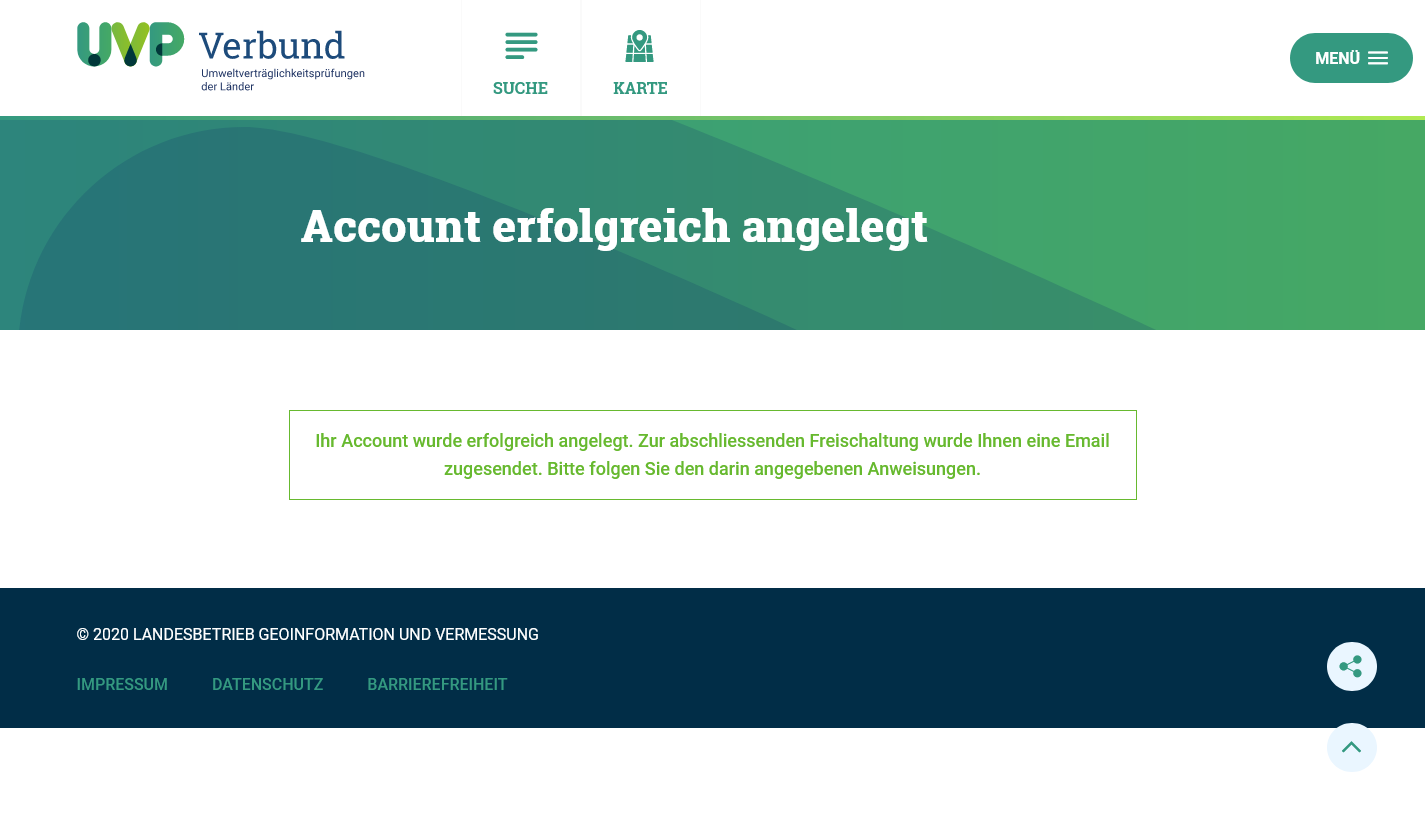 UVP Verbund
Umweltverträglichkeitsprüfungen
der Länder
SUCHE
KARTE
MENÜ
Account erfolgreich angelegt
Ihr Account wurde erfolgreich angelegt. Zur abschliessenden Freischaltung wurde Ihnen eine Email
zugesendet. Bitte folgen Sie den darin angegebenen Anweisungen.
© 2020 LANDESBETRIEB GEOINFORMATION UND VERMESSUNG
IMPRESSUM
DATENSCHUTZ
BARRIEREFREIHEIT